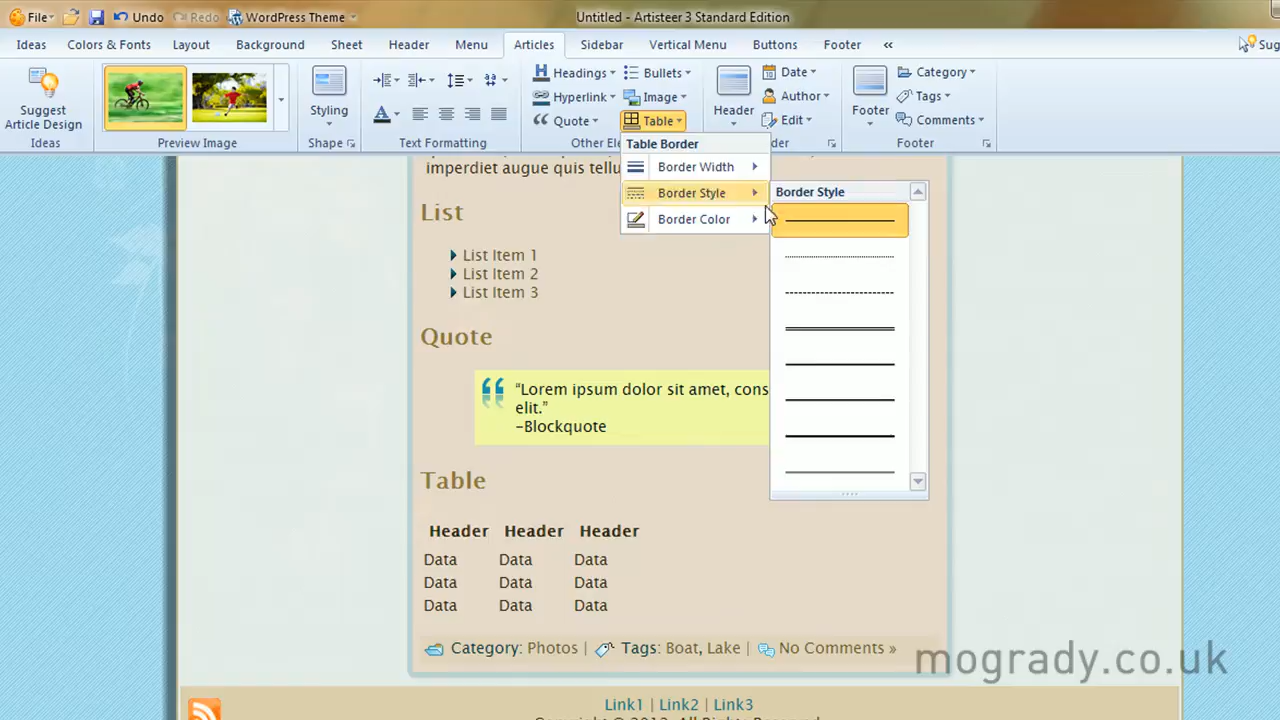 File Undo Redo WordPress Theme Untitled - Artisteer 3 Standard Edition
Ideas Colors & Fonts Layout Background Sheet Header Menu Articles Sidebar Vertical Menu Buttons Footer « Sug
Suggest Article Design
Ideas
Preview Image
Styling
Shape
Text Formatting
Headings Bullets
Hyperlink Image
Quote Table
Header
Date
Author
Edit
Footer
Category
Tags
Comments
Footer
Table Border
Border Width
Border Style
Border Color
Border Style
imperdiet augue quis tellu
List
List Item 1
List Item 2
List Item 3
Quote
“Lorem ipsum dolor sit amet, cons
elit.”
–Blockquote
Table
Header Header Header
Data Data Data
Data Data Data
Data Data Data
Category: Photos | Tags: Boat, Lake | No Comments »
mogrady.co.uk
Link1 | Link2 | Link3